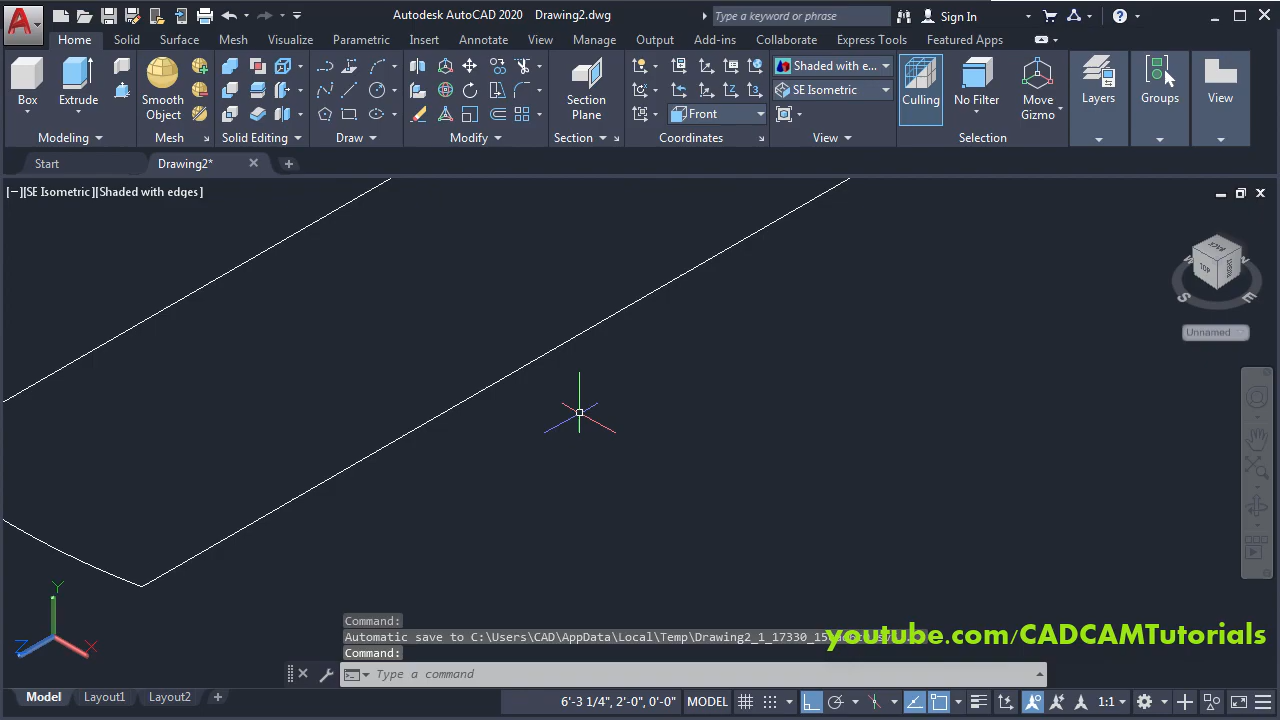 Autodesk AutoCAD 2020 Drawing2.dwg
Type a keyword or phrase
Sign In
Home Solid Surface Mesh Visualize Parametric Insert Annotate View Manage Output Add-ins Collaborate Express Tools Featured Apps
Shaded with e...
SE Isometric
Front
Box
Extrude
Smooth
Object
Section
Plane
Culling
No Filter
Move
Gizmo
Layers
Groups
View
Modeling
Mesh
Solid Editing
Draw
Modify
Section
Coordinates
View
Selection
Start
Drawing2*
[−][SE Isometric][Shaded with edges]
BACK
TOP
W
N
S
E
Unnamed
Y
Z
X
Command:
Automatic save to C:\Users\CAD\AppData\Local\Temp\Drawing2_1_17330_15
Command:
youtube.com/CADCAMTutorials
Type a command
Model Layout1 Layout2
6'-3 1/4", 2'-0", 0'-0" MODEL
1:1